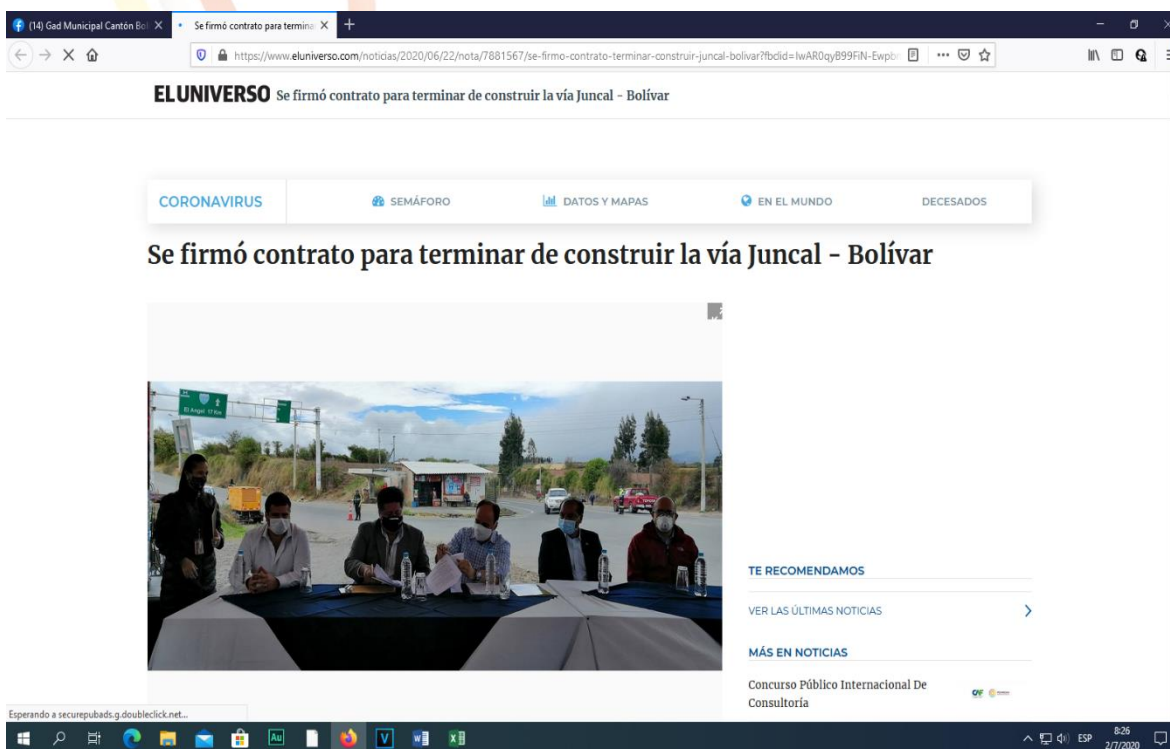 (14) Gad Municipal Cantón Bol
Se firmó contrato para termina
https://www.eluniverso.com/noticias/2020/06/22/nota/7881567/se-firmo-contrato-terminar-construir-juncal-bolivar?fbclid=IwAR0qyB99FiN-Ewpb
EL UNIVERSO Se firmó contrato para terminar de construir la vía Juncal - Bolívar
CORONAVIRUS SEMÁFORO DATOS Y MAPAS EN EL MUNDO DECESADOS
Se firmó contrato para terminar de construir la vía Juncal - Bolívar
El Angel 17 Km
TE RECOMENDAMOS
VER LAS ÚLTIMAS NOTICIAS
MÁS EN NOTICIAS
Concurso Público Internacional De
Consultoría
CAF
Esperando a securepubads.g.doubleclick.net...
Au
ESP
8:26
2/7/2020